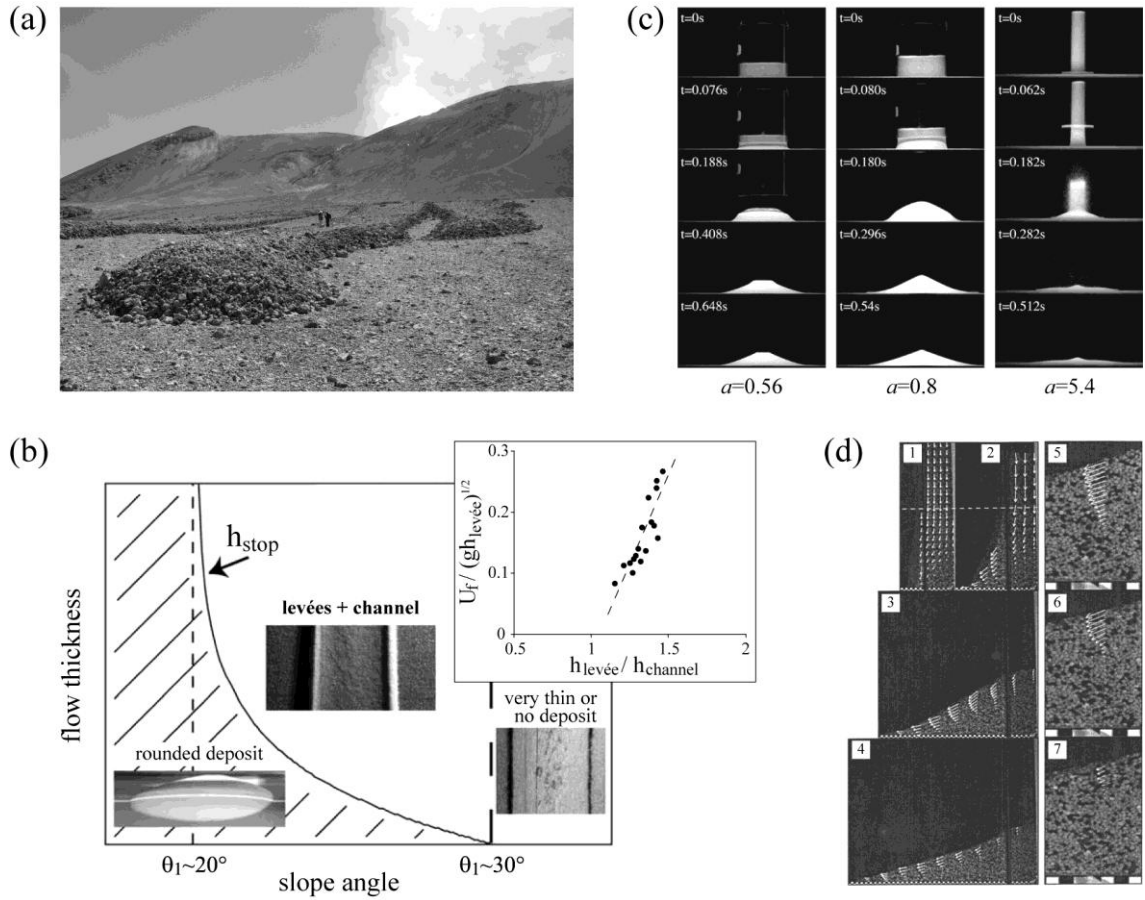 (a)
(c)
t=0s
t=0.076s
t=0.188s
t=0.408s
t=0.648s
a=0.56
t=0s
t=0.080s
t=0.180s
t=0.296s
t=0.54s
a=0.8
t=0s
t=0.062s
t=0.182s
t=0.282s
t=0.512s
a=5.4
(b)
flow thickness
h_stop
levées + channel
rounded deposit
very thin or
no deposit
θ1~20°
θ1~30°
slope angle
U_f / (gh_levée)^1/2
0.3
0.2
0.1
0
0.5
1
1.5
2
h_levée / h_channel
(d)
1
2
3
4
5
6
7